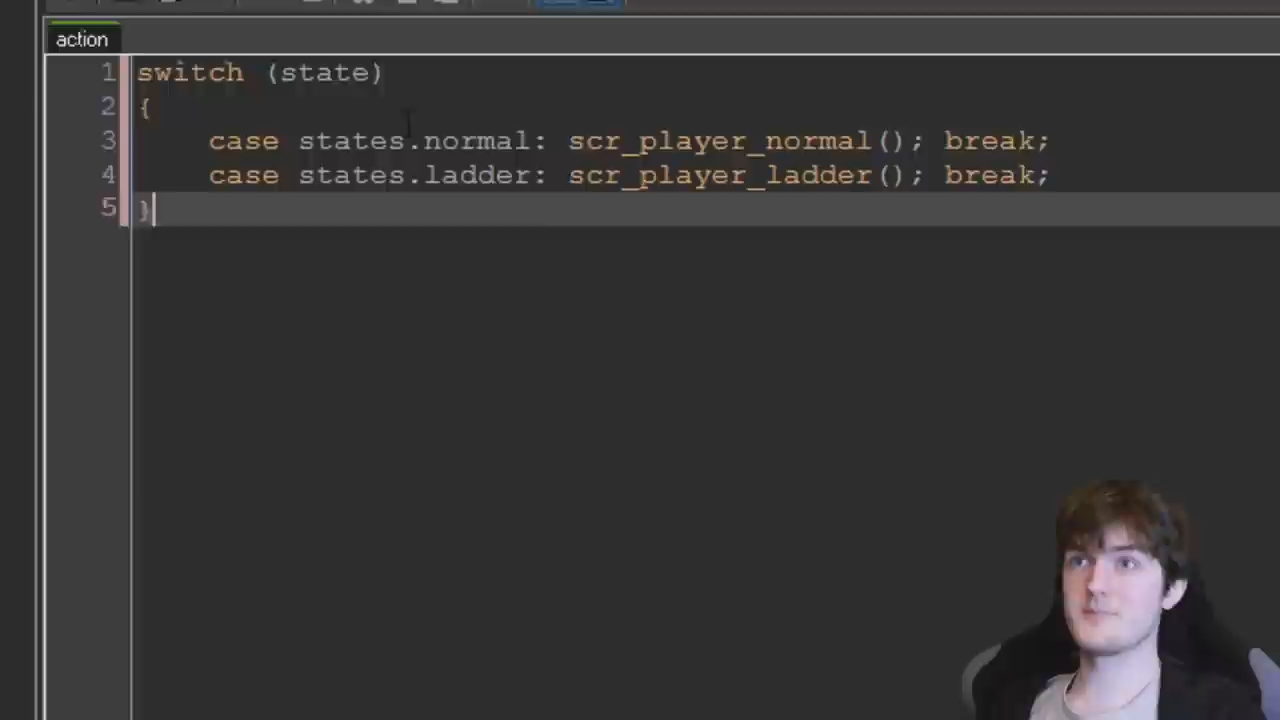 action
1 switch (state)
2 {
3 case states.normal: scr_player_normal(); break;
4 case states.ladder: scr_player_ladder(); break;
5 }